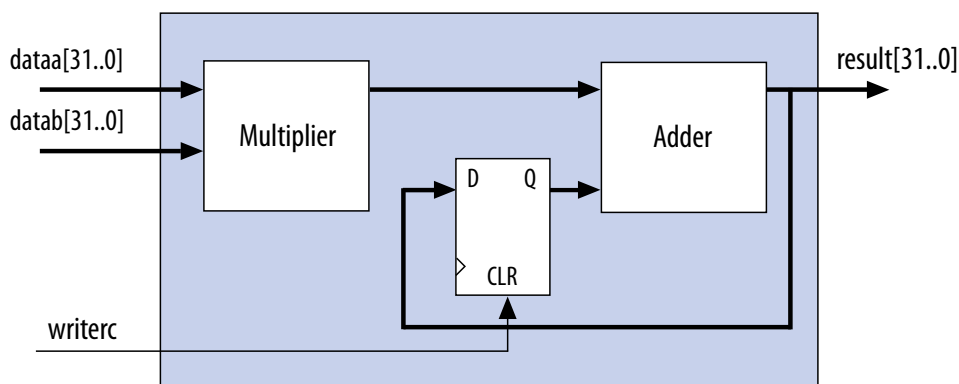 dataa[31..0]
result[31..0]
datab[31..0]
Multiplier
Adder
D Q
CLR
writerc